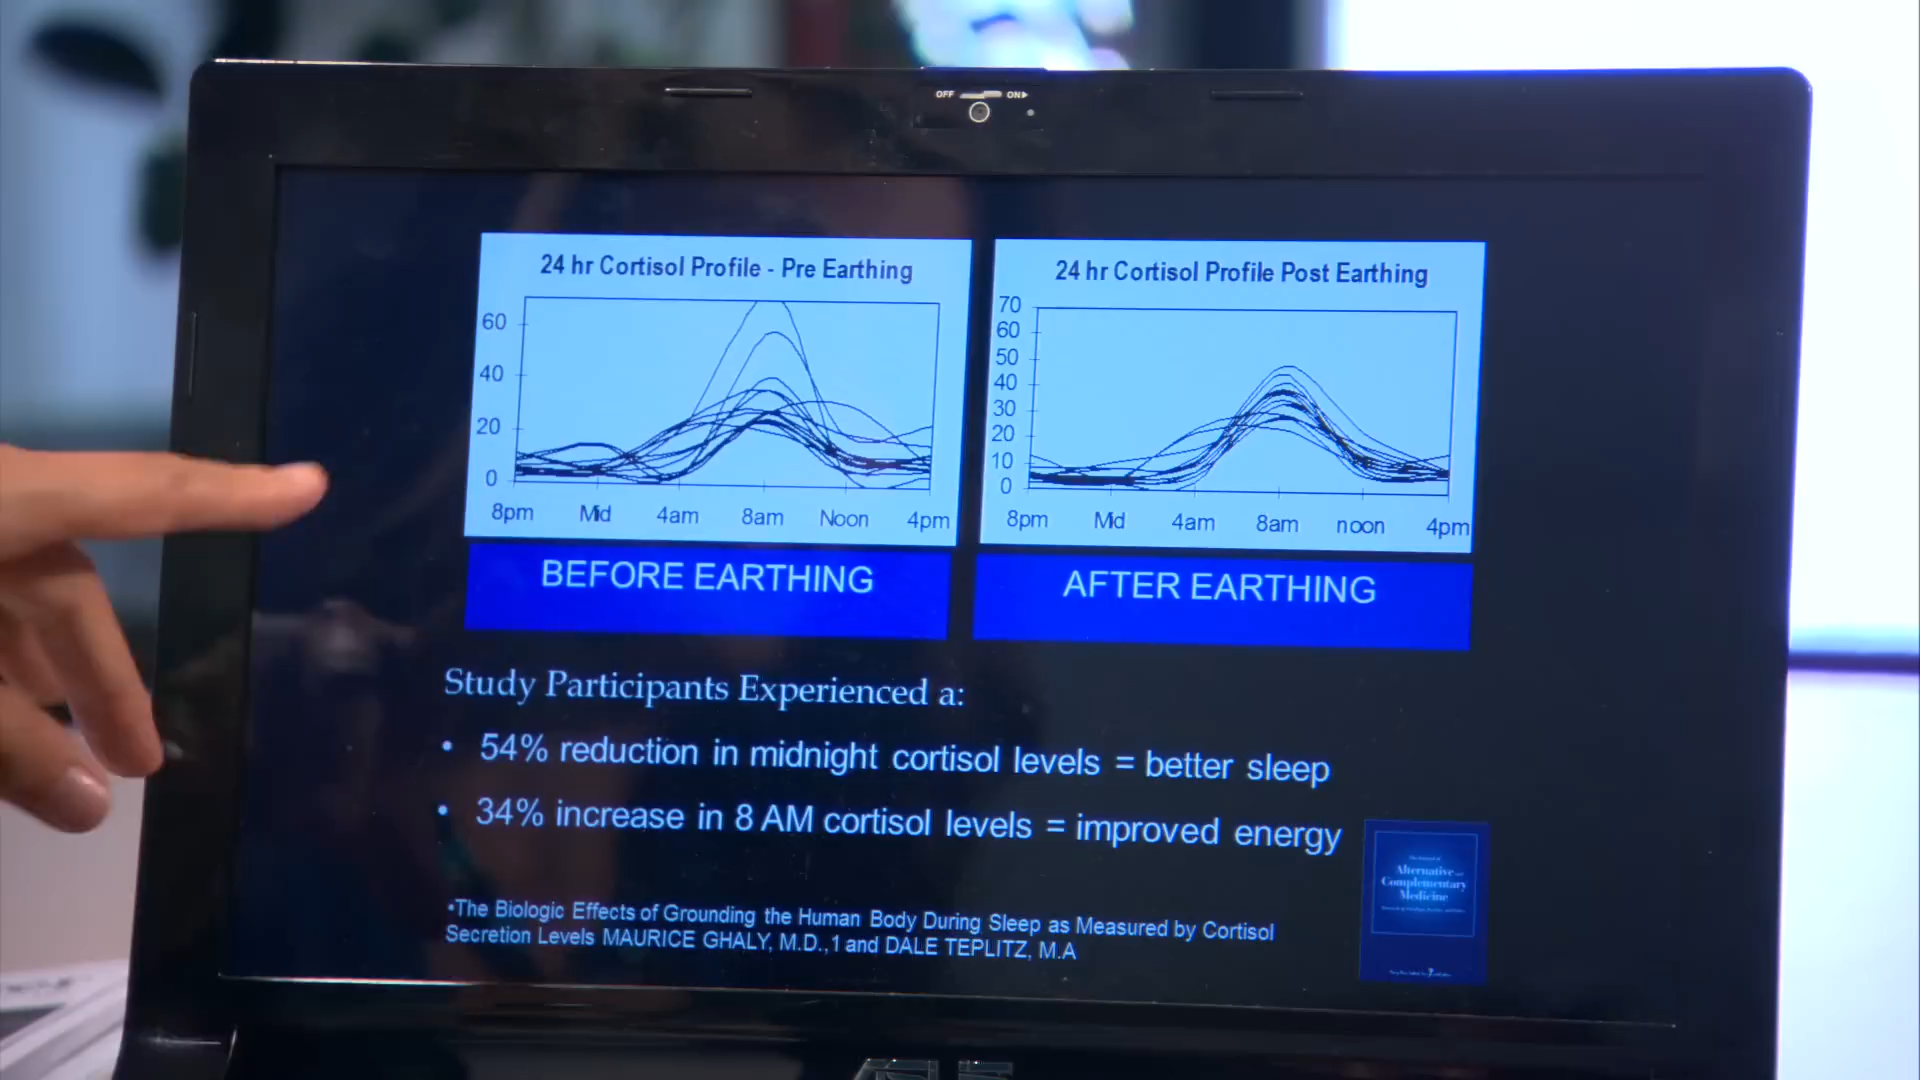 OFF ON
24 hr Cortisol Profile - Pre Earthing
60
40
20
0
8pm Mid 4am 8am Noon 4pm
BEFORE EARTHING
24 hr Cortisol Profile Post Earthing
70
60
50
40
30
20
10
0
8pm Mid 4am 8am noon 4pm
AFTER EARTHING
Study Participants Experienced a:
• 54% reduction in midnight cortisol levels = better sleep
• 34% increase in 8 AM cortisol levels = improved energy
•The Biologic Effects of Grounding the Human Body During Sleep as Measured by Cortisol
Secretion Levels MAURICE GHALY, M.D.,1 and DALE TEPLITZ, M.A
The Journal of
Alternative and
Complementary
Medicine